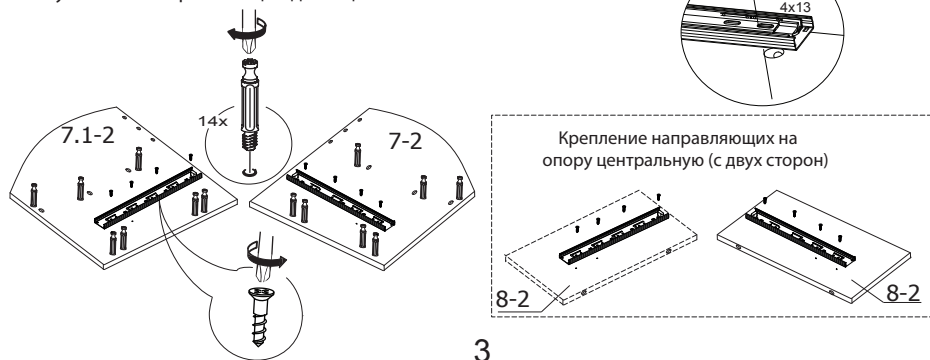 4x13
14x
7.1-2
7-2
Крепление направляющих на
опору центральную (с двух сторон)
8-2
8-2
3